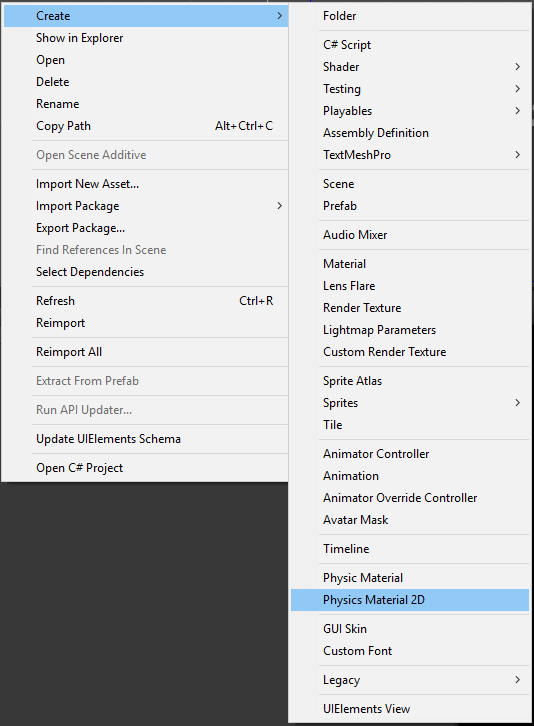 Create
Show in Explorer
Open
Delete
Rename
Copy Path Alt+Ctrl+C
Open Scene Additive
Import New Asset...
Import Package
Export Package...
Find References In Scene
Select Dependencies
Refresh Ctrl+R
Reimport
Reimport All
Extract From Prefab
Run API Updater...
Update UIElements Schema
Open C# Project
Folder
C# Script
Shader
Testing
Playables
Assembly Definition
TextMeshPro
Scene
Prefab
Audio Mixer
Material
Lens Flare
Render Texture
Lightmap Parameters
Custom Render Texture
Sprite Atlas
Sprites
Tile
Animator Controller
Animation
Animator Override Controller
Avatar Mask
Timeline
Physic Material
Physics Material 2D
GUI Skin
Custom Font
Legacy
UIElements View